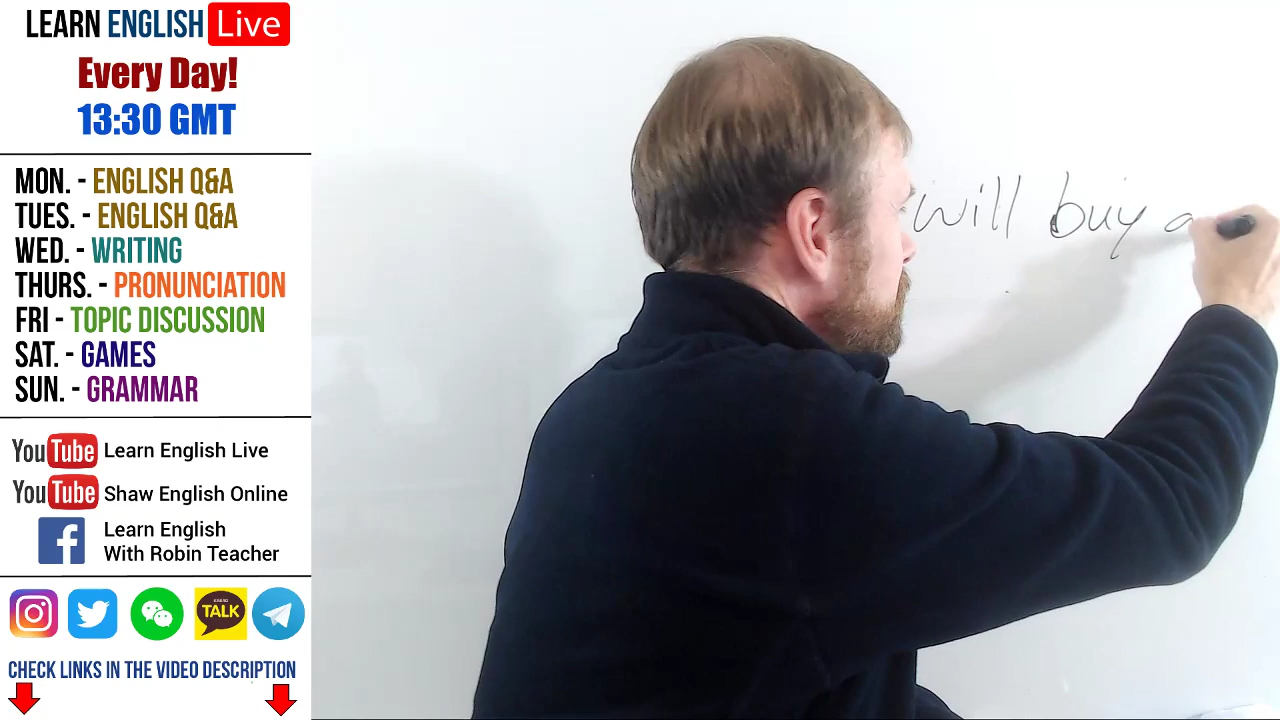 LEARN ENGLISH Live
Every Day!
13:30 GMT
MON. - ENGLISH Q&A
TUES. - ENGLISH Q&A
WED. - WRITING
THURS. - PRONUNCIATION
FRI - TOPIC DISCUSSION
SAT. - GAMES
SUN. - GRAMMAR
YouTube Learn English Live
YouTube Shaw English Online
f Learn English
With Robin Teacher
TALK
CHECK LINKS IN THE VIDEO DESCRIPTION
will buy a